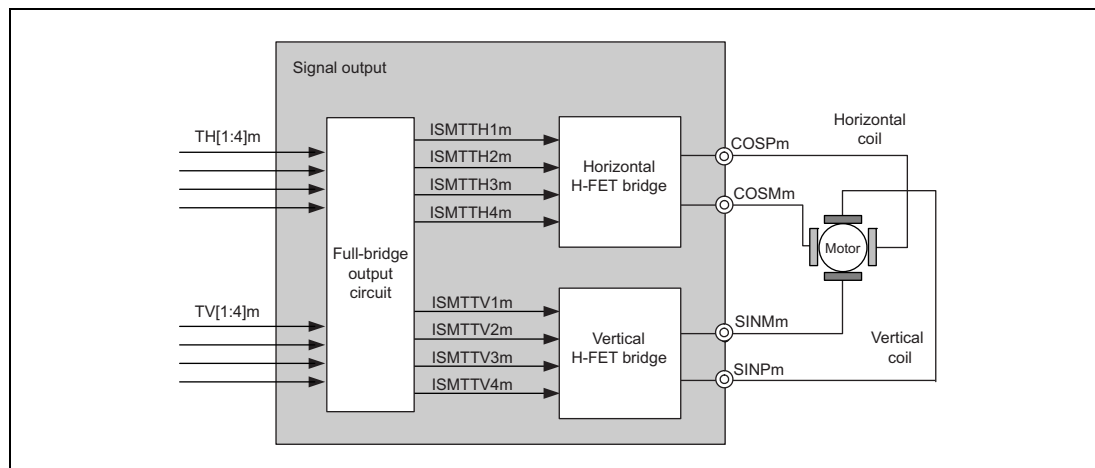 Signal output
TH[1:4]m
TV[1:4]m
Full-bridge
output
circuit
ISMTTH1m
ISMTTH2m
ISMTTH3m
ISMTTH4m
ISMTTV1m
ISMTTV2m
ISMTTV3m
ISMTTV4m
Horizontal
H-FET bridge
Vertical
H-FET bridge
COSPm
COSMm
SINMm
SINPm
Horizontal
coil
Motor
Vertical
coil